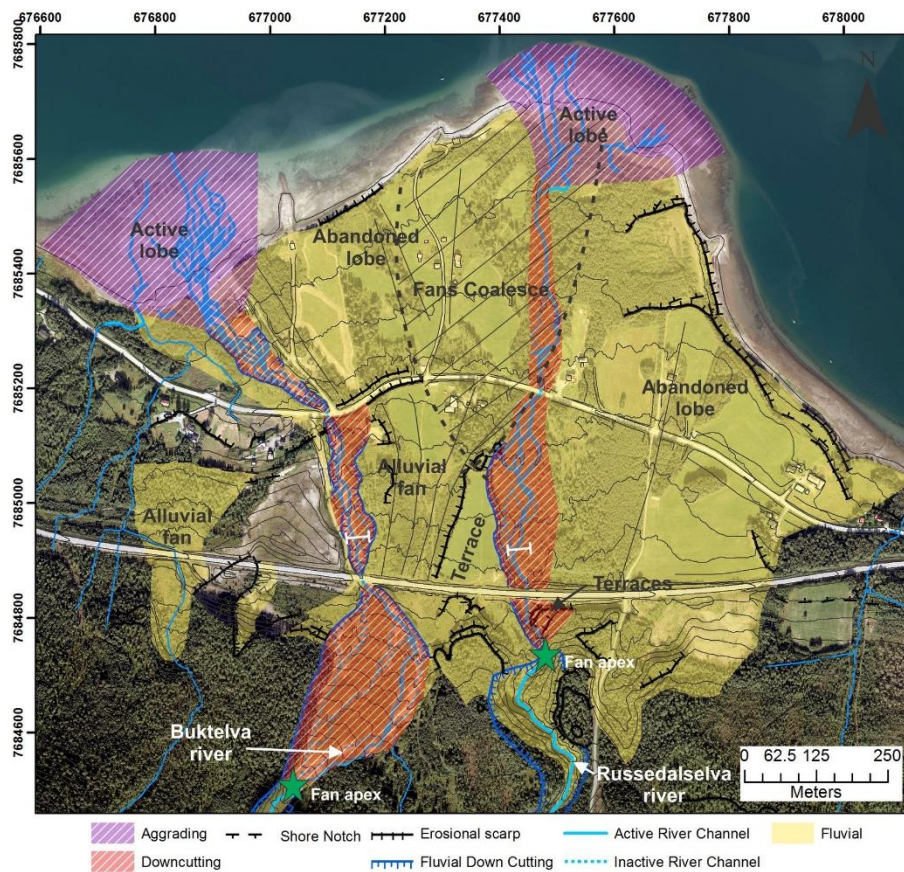 676600 676800 677000 677200 677400 677600 677800 678000
7685800
7685600
7685400
7685200
7685000
7684800
7684600
N
Active
lobe
Active
lobe
Abandoned
lobe
Fans Coalesce
Abandoned
lobe
Alluvial
fan
Alluvial
fan
Terrace
Terraces
Fan apex
Buktelva
river
Russedalselva
river
Fan apex
0 62.5 125 250
Meters
Aggrading Shore Notch Erosional scarp Active River Channel Fluvial
Downcutting Fluvial Down Cutting Inactive River Channel